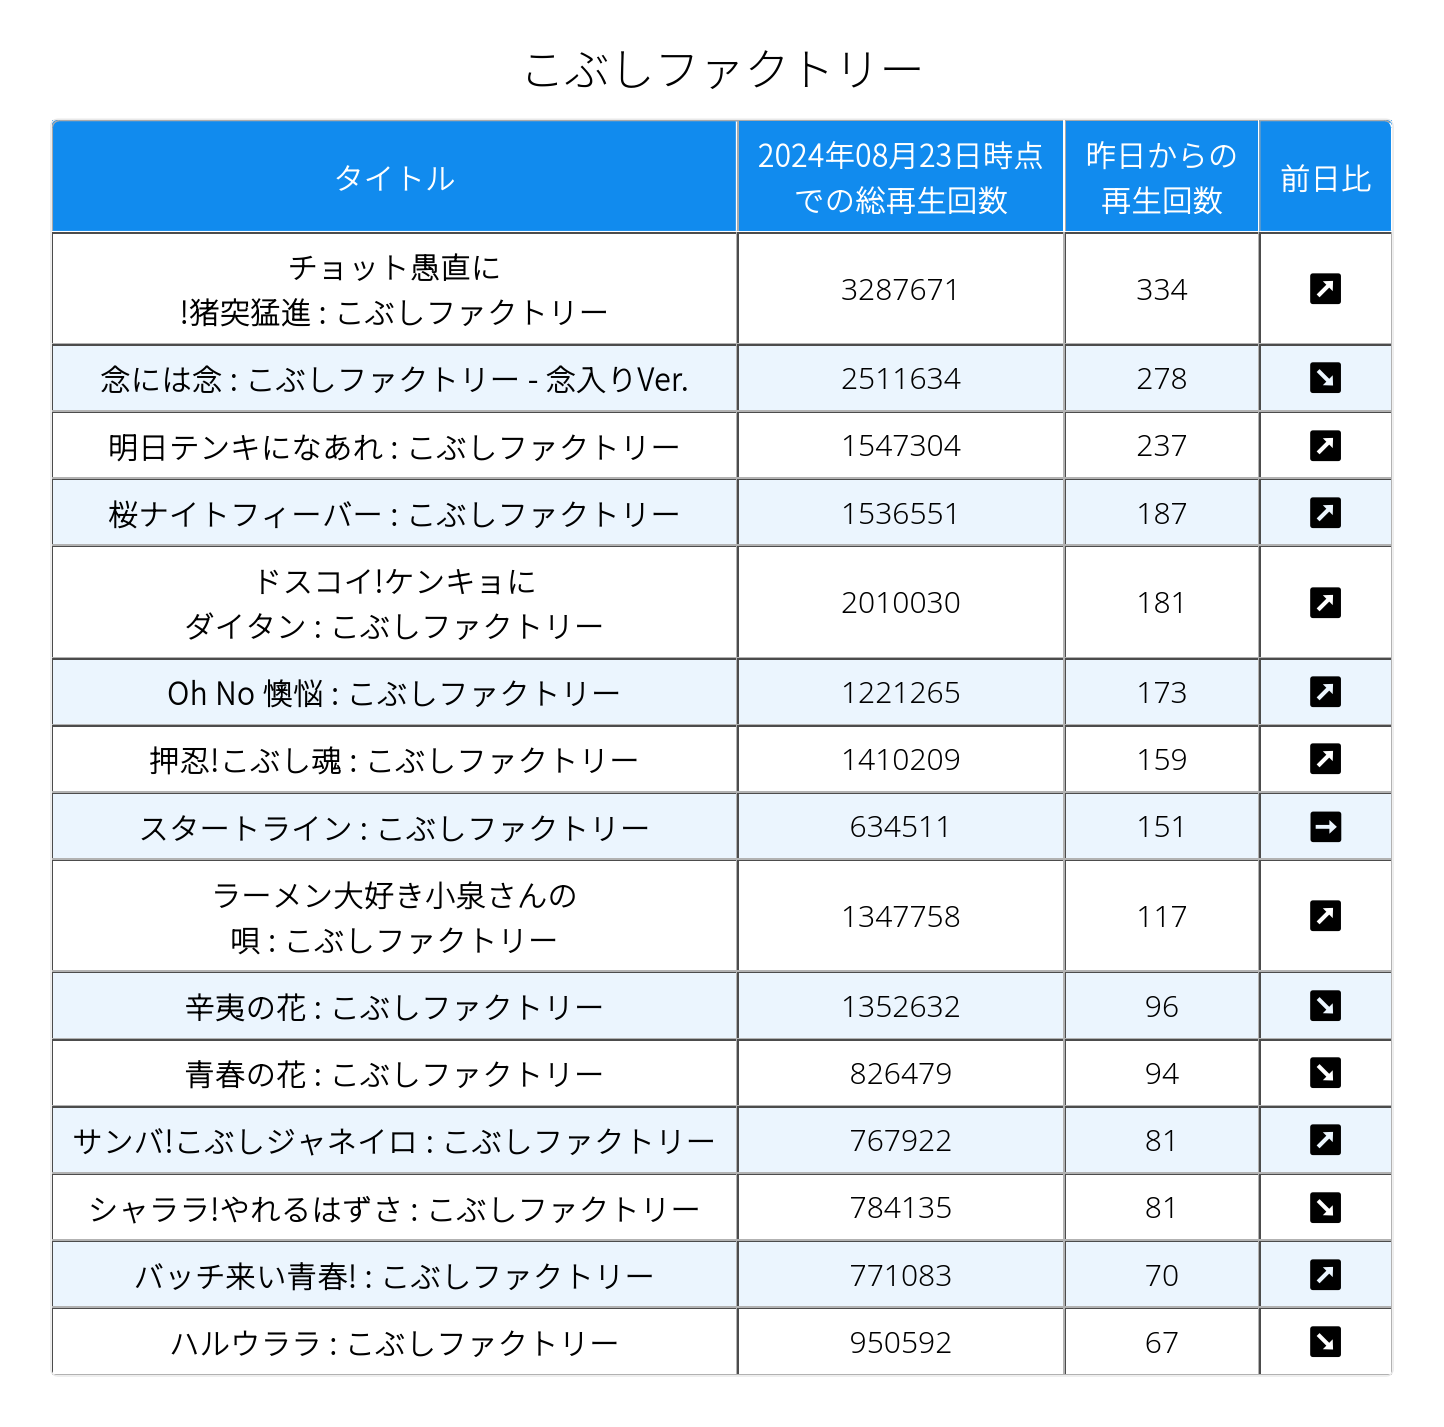 こぶしファクトリー
タイトル
2024年08月23日時点
での総再生回数
昨日からの
再生回数
前日比
チョット愚直に
!猪突猛進 : こぶしファクトリー
3287671
334
念には念 : こぶしファクトリー - 念入りVer.
2511634
278
明日テンキになあれ : こぶしファクトリー
1547304
237
桜ナイトフィーバー : こぶしファクトリー
1536551
187
ドスコイ!ケンキョに
ダイタン : こぶしファクトリー
2010030
181
Oh No 懊悩 : こぶしファクトリー
1221265
173
押忍!こぶし魂 : こぶしファクトリー
1410209
159
スタートライン : こぶしファクトリー
634511
151
ラーメン大好き小泉さんの
唄 : こぶしファクトリー
1347758
117
辛夷の花 : こぶしファクトリー
1352632
96
青春の花 : こぶしファクトリー
826479
94
サンバ!こぶしジャネイロ : こぶしファクトリー
767922
81
シャララ!やれるはずさ : こぶしファクトリー
784135
81
バッチ来い青春! : こぶしファクトリー
771083
70
ハルウララ : こぶしファクトリー
950592
67